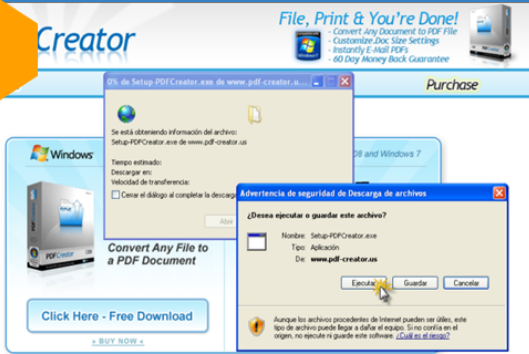 Creator
File, Print & You're Done!
- Convert Any Document to PDF File
- Customize.Doc Size Settings
- Instantly E-Mail PDFs
- 60 Day Money Back Guarantee
Windows 7
Purchase
0% de Setup-PDFCreator.exe de www.pdf-creator.u...
Se está obteniendo información del archivo:
Setup-PDFCreator.exe de www.pdf-creator.us
Tiempo estimado:
Descargar en:
Velocidad de transferencia:
Cerrar el diálogo al completar la descarga
Abrir
Windows
08 and Windows 7
PDFCreator
Convert Any File to
a PDF Document
Click Here - Free Download
BUY NOW
Advertencia de seguridad de Descarga de archivos
¿Desea ejecutar o guardar este archivo?
Nombre: Setup-PDFCreator.exe
Tipo: Aplicación
De: www.pdf-creator.us
Ejecutar
Guardar
Cancelar
Aunque los archivos procedentes de Internet pueden ser útiles, este
tipo de archivo puede llegar a dañar el equipo. Si no confía en el
origen, no ejecute ni guarde este software. ¿Cuál es el riesgo?